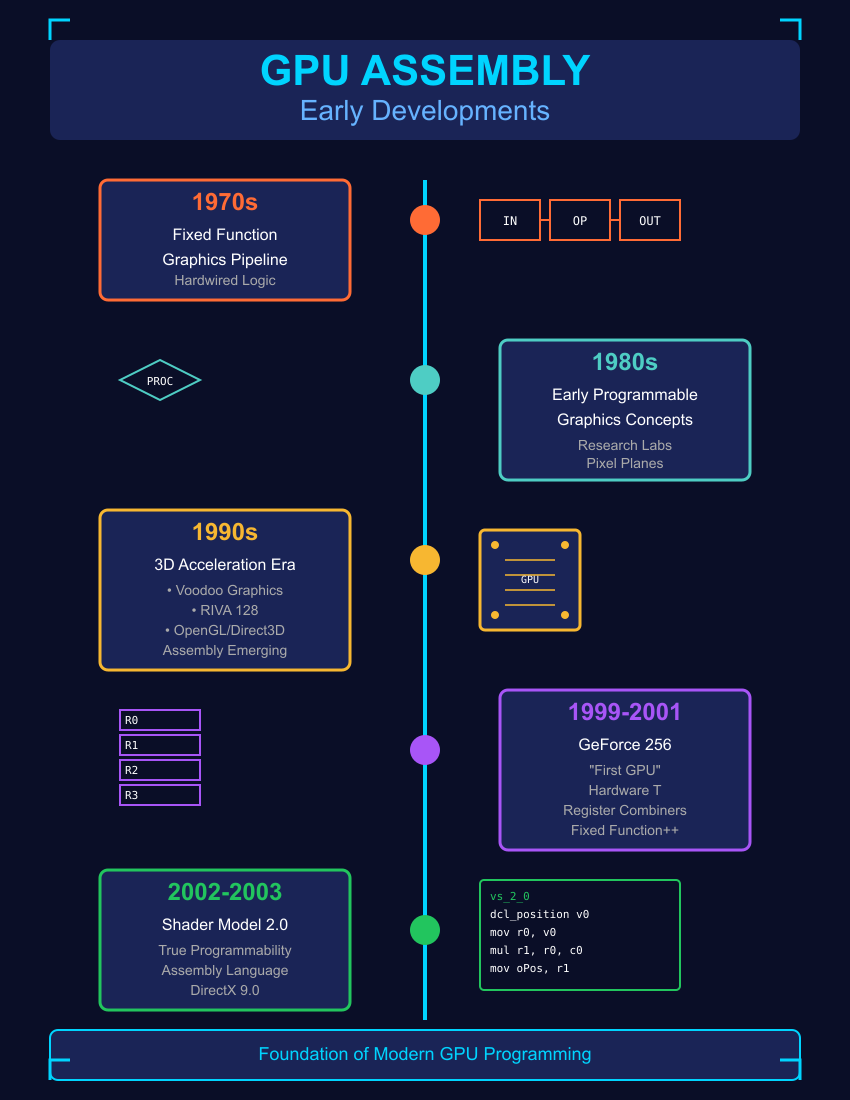 GPU ASSEMBLY
Early Developments
1970s
Fixed Function
Graphics Pipeline
Hardwired Logic
IN
OP
OUT
PROC
1980s
Early Programmable
Graphics Concepts
Research Labs
Pixel Planes
1990s
3D Acceleration Era
• Voodoo Graphics
• RIVA 128
• OpenGL/Direct3D
Assembly Emerging
GPU
R0
R1
R2
R3
1999-2001
GeForce 256
"First GPU"
Hardware T
Register Combiners
Fixed Function++
2002-2003
Shader Model 2.0
True Programmability
Assembly Language
DirectX 9.0
vs_2_0
dcl_position v0
mov r0, v0
mul r1, r0, c0
mov oPos, r1
Foundation of Modern GPU Programming